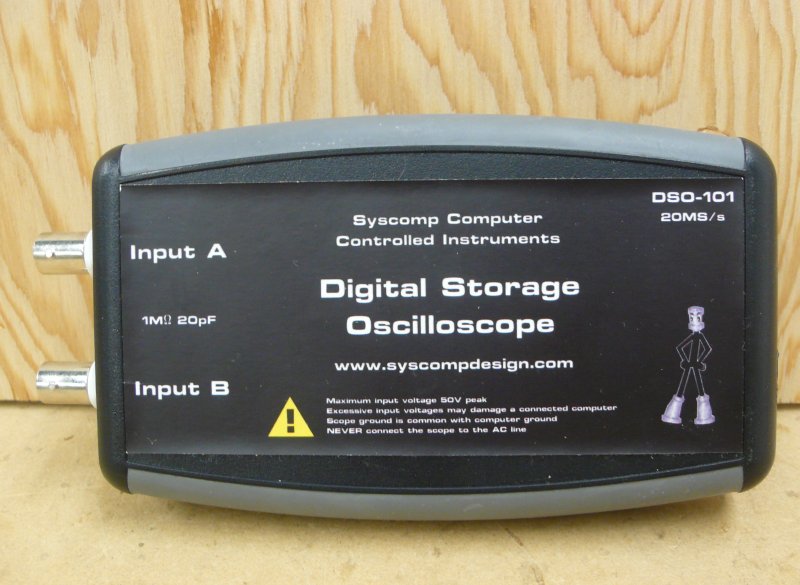 DSO-101
20MS/s
Syscomp Computer
Controlled Instruments
Input A
Digital Storage
Oscilloscope
1MΩ 20pF
www.syscompdesign.com
Input B
Maximum input voltage 50V peak
Excessive input voltages may damage a connected computer
Scope ground is common with computer ground
NEVER connect the scope to the AC line